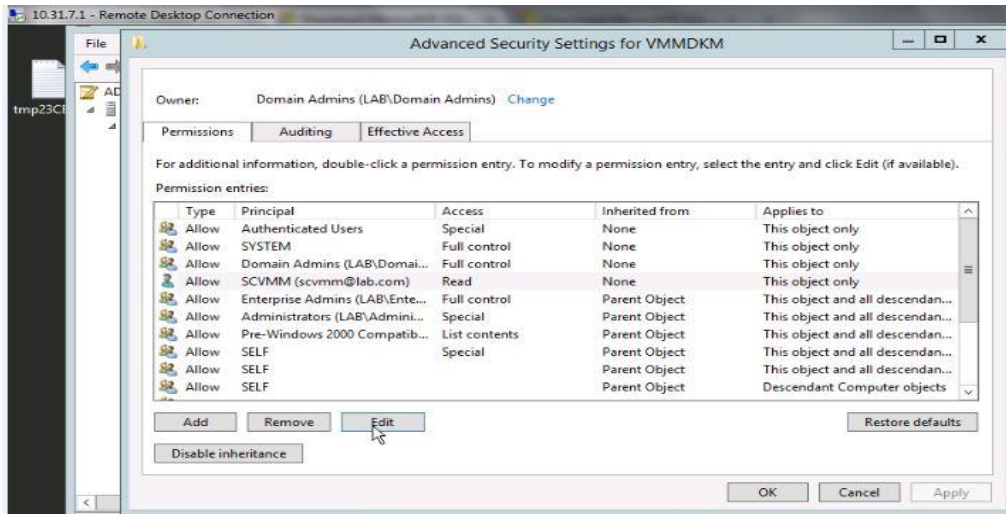 10.31.7.1 - Remote Desktop Connection
File
Advanced Security Settings for VMMDKM
AD
tmp23CE
Owner: Domain Admins (LAB\Domain Admins) Change
Permissions Auditing Effective Access
For additional information, double-click a permission entry. To modify a permission entry, select the entry and click Edit (if available).
Permission entries:
Type Principal Access Inherited from Applies to
Allow Authenticated Users Special None This object only
Allow SYSTEM Full control None This object only
Allow Domain Admins (LAB\Domai... Full control None This object only
Allow SCVMM (scvmm@lab.com) Read None This object only
Allow Enterprise Admins (LAB\Ente... Full control Parent Object This object and all descendan...
Allow Administrators (LAB\Admini... Special Parent Object This object and all descendan...
Allow Pre-Windows 2000 Compatib... List contents Parent Object This object and all descendan...
Allow SELF Special Parent Object This object and all descendan...
Allow SELF Parent Object This object and all descendan...
Allow SELF Parent Object Descendant Computer objects
Add Remove Edit Restore defaults
Disable inheritance
OK Cancel Apply